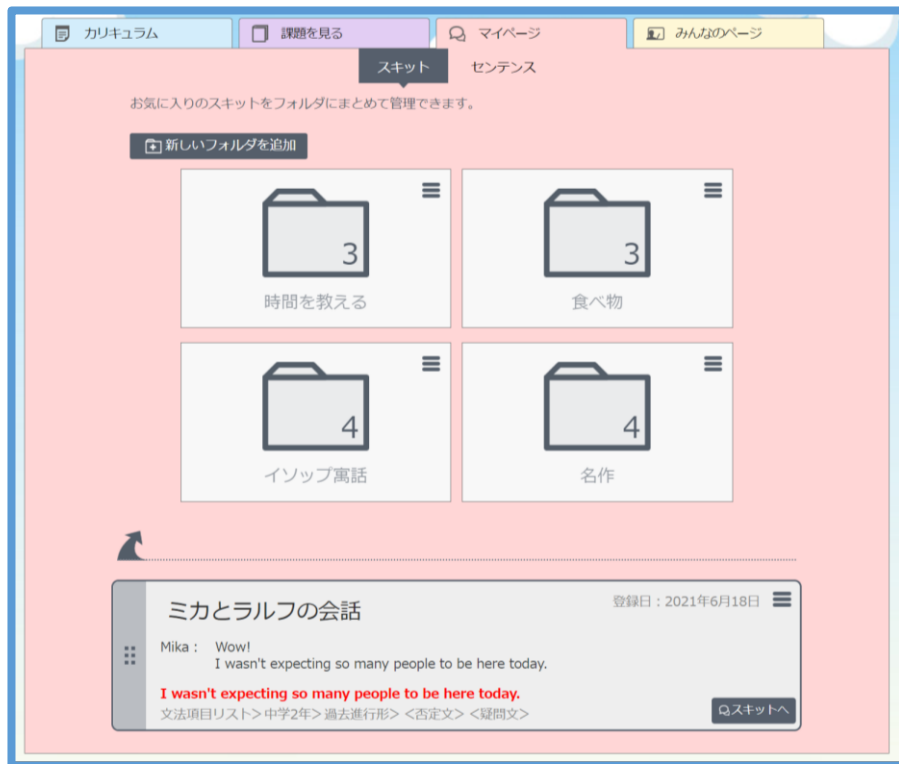 カリキュラム
課題を見る
マイページ
みんなのページ
スキット
センテンス
お気に入りのスキットをフォルダにまとめて管理できます。
新しいフォルダを追加
3
時間を教える
3
食べ物
4
イソップ寓話
4
名作
ミカとラルフの会話
登録日：2021年6月18日
Mika : Wow!
I wasn't expecting so many people to be here today.
I wasn't expecting so many people to be here today.
文法項目リスト> 中学2年> 過去進行形> <否定文> <疑問文>
スキットへ